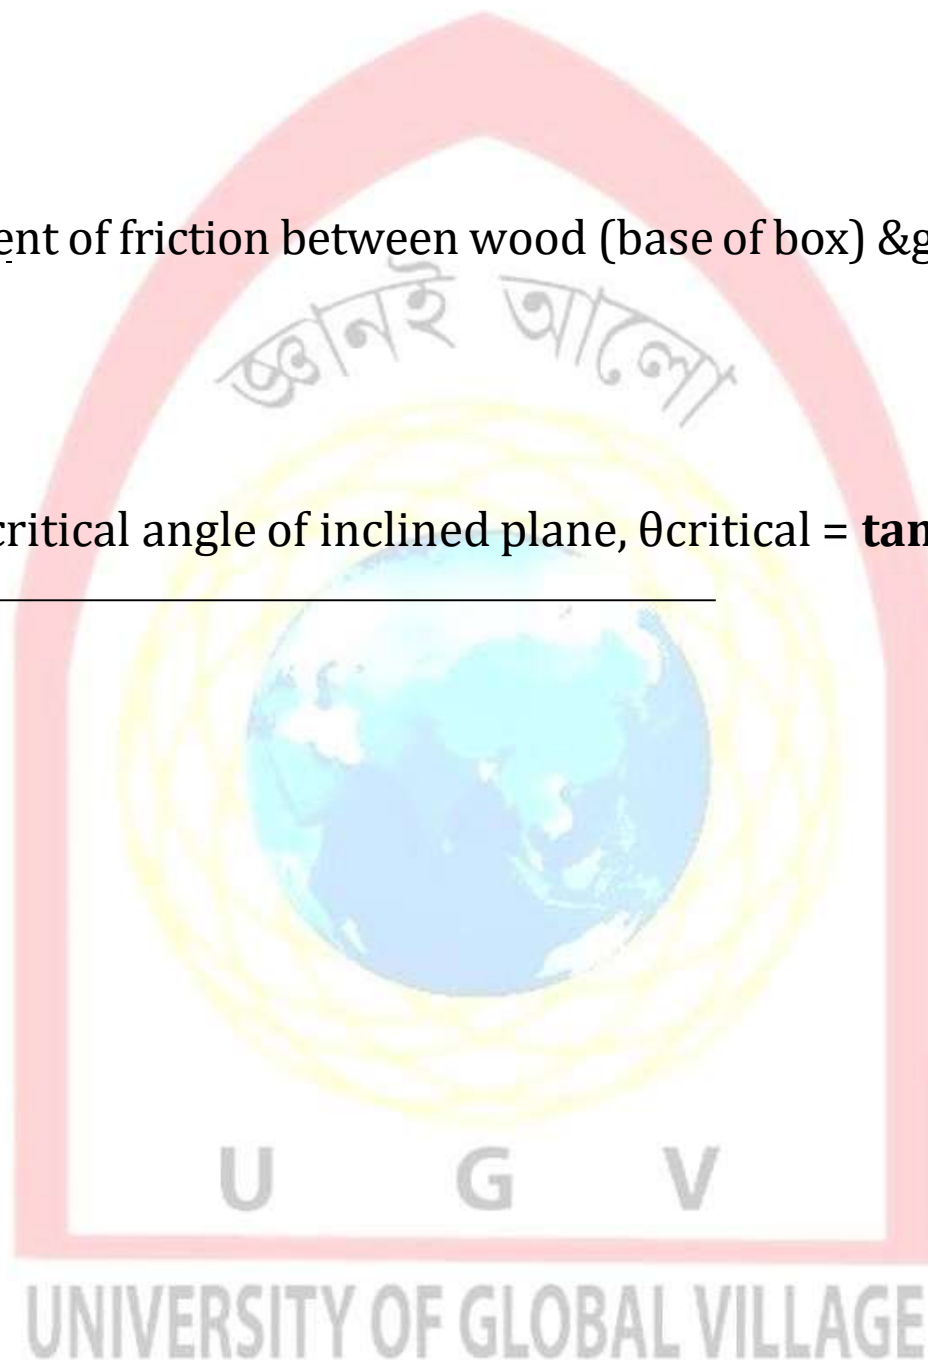 ent of friction between wood (base of box) &g
জ্ঞানই আলো
critical angle of inclined plane, θcritical = tan
U G V
UNIVERSITY OF GLOBAL VILLAGE